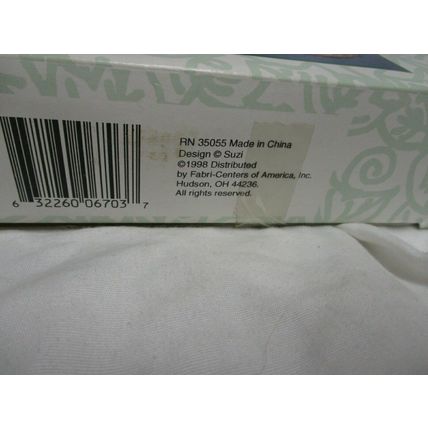 RN 35055 Made in China
Design © Suzi
©1998 Distributed
by Fabri-Centers of America, Inc.
Hudson, OH 44236.
All rights reserved.
6 32260 06703 7